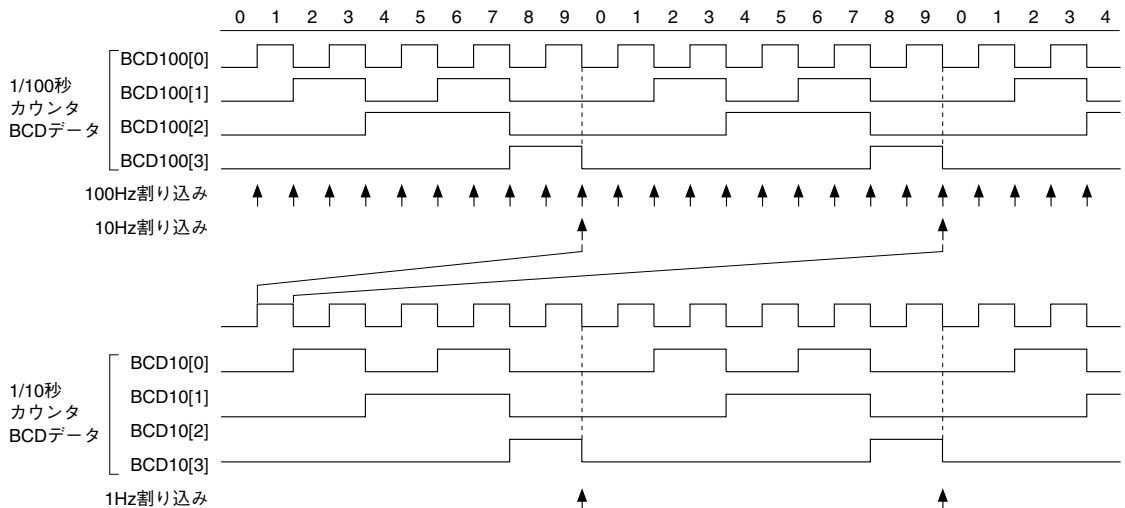 0 1 2 3 4 5 6 7 8 9 0 1 2 3 4 5 6 7 8 9 0 1 2 3 4
1/100秒
カウンタ
BCDデータ
BCD100[0]
BCD100[1]
BCD100[2]
BCD100[3]
100Hz割り込み
10Hz割り込み
1/10秒
カウンタ
BCDデータ
BCD10[0]
BCD10[1]
BCD10[2]
BCD10[3]
1Hz割り込み